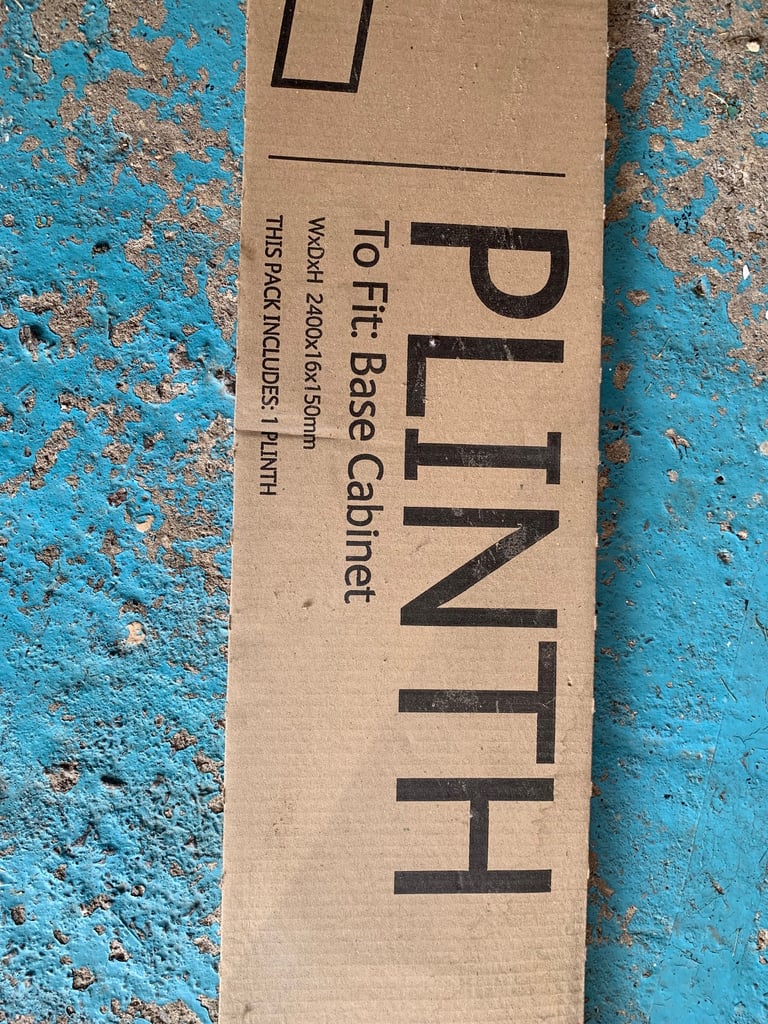 PLINTH
To Fit: Base Cabinet
WxDxH 2400x16x150mm
THIS PACK INCLUDES: 1 PLINTH